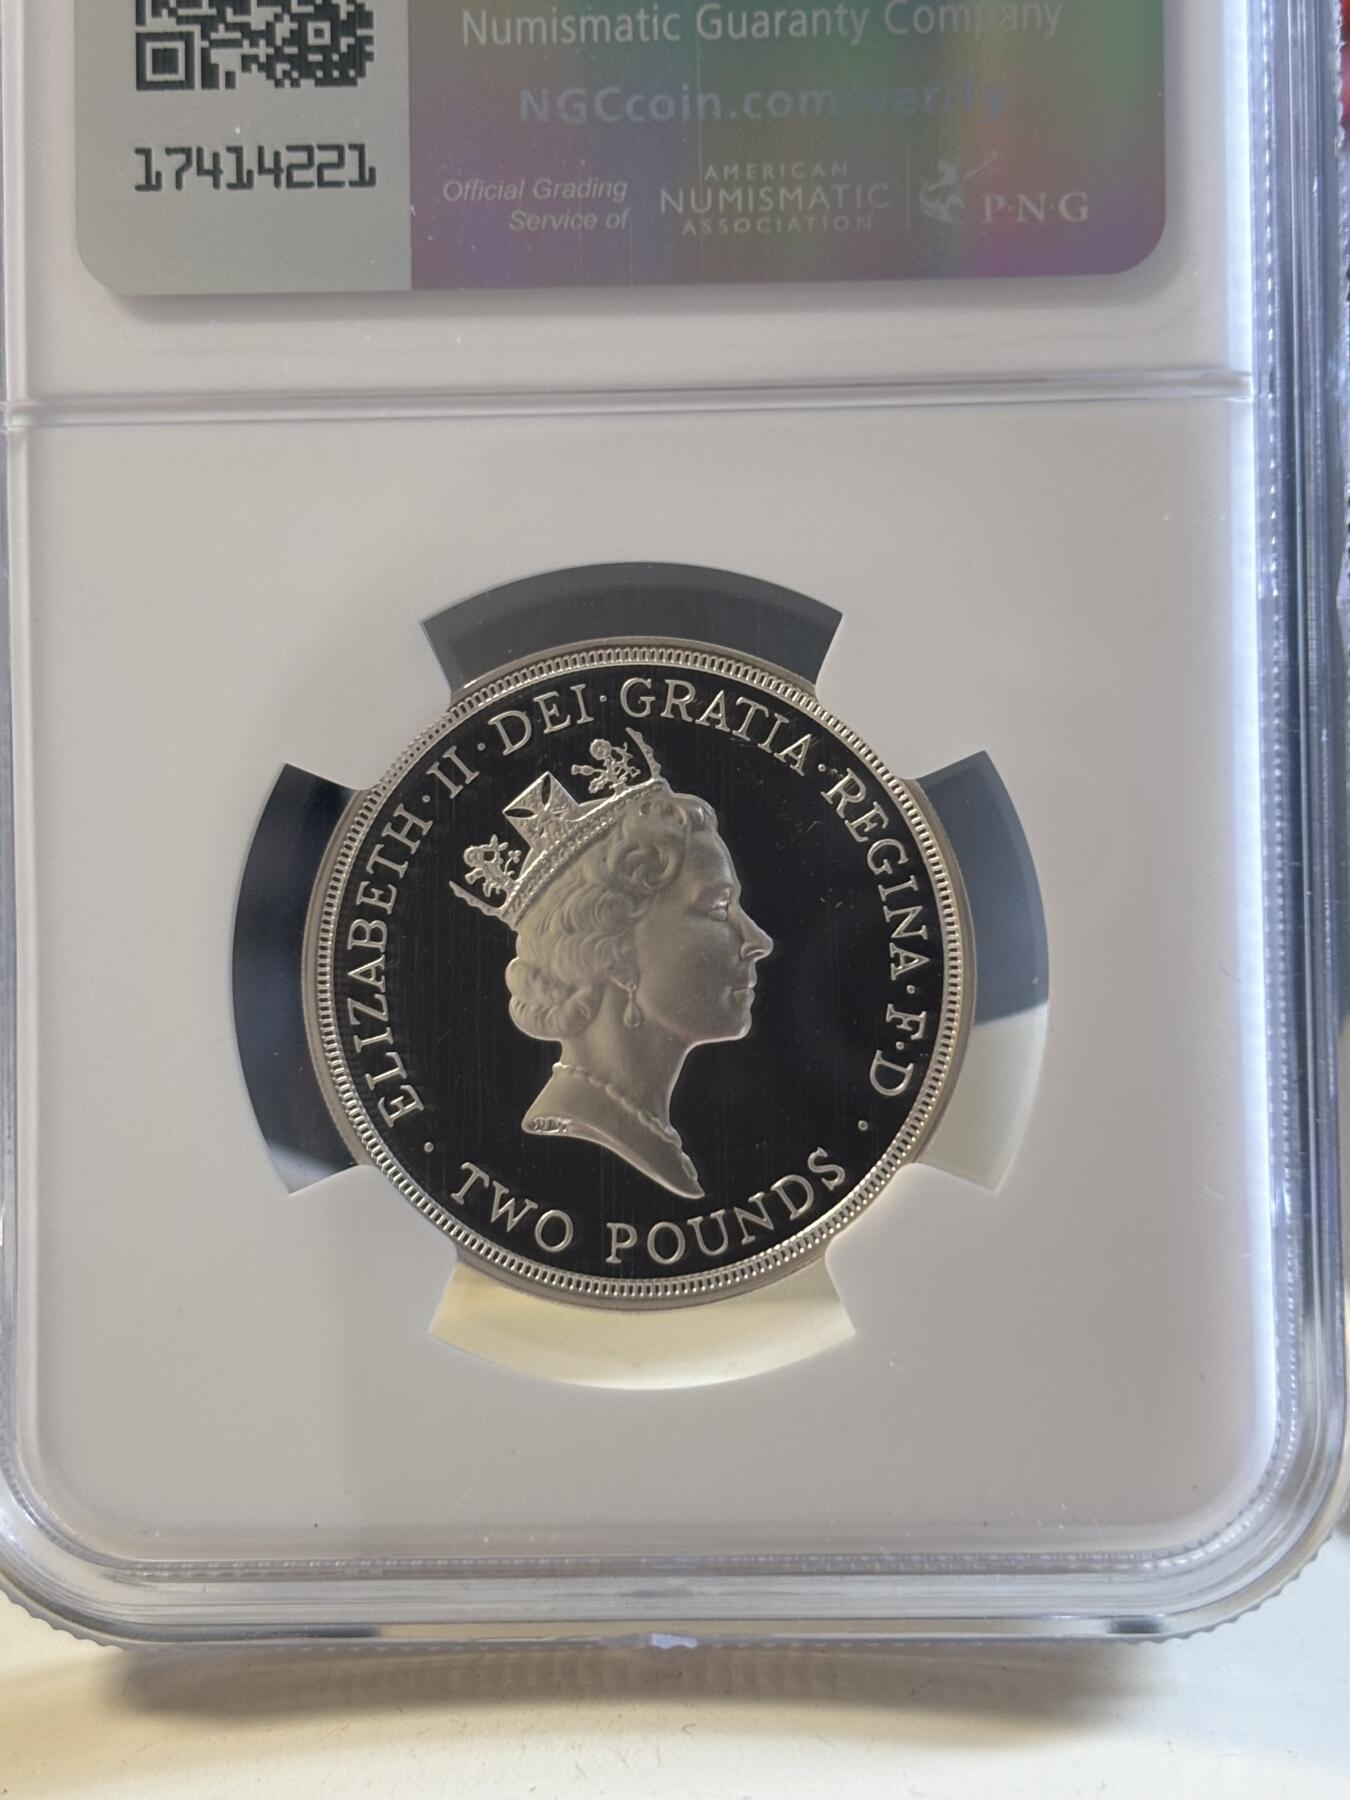 Numismatic Guaranty Company
NGCcoin.com/verify
17414221
Official Grading
Service of
AMERICAN
NUMISMATIC
ASSOCIATION
P·N·G
· ELIZABETH · II · DEI · GRATIA · REGINA · F · D ·
TWO POUNDS